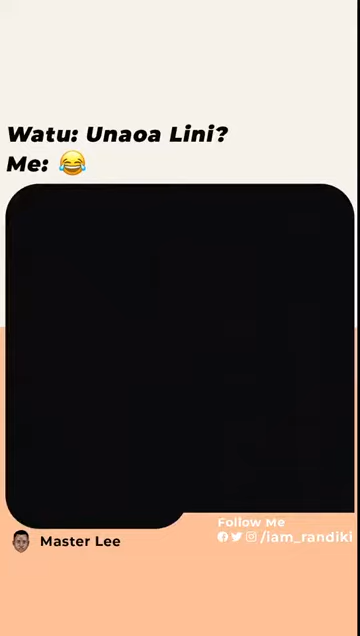 Watu: Unaoa Lini?
Me: 😂
Follow Me
/iam_randiki
Master Lee